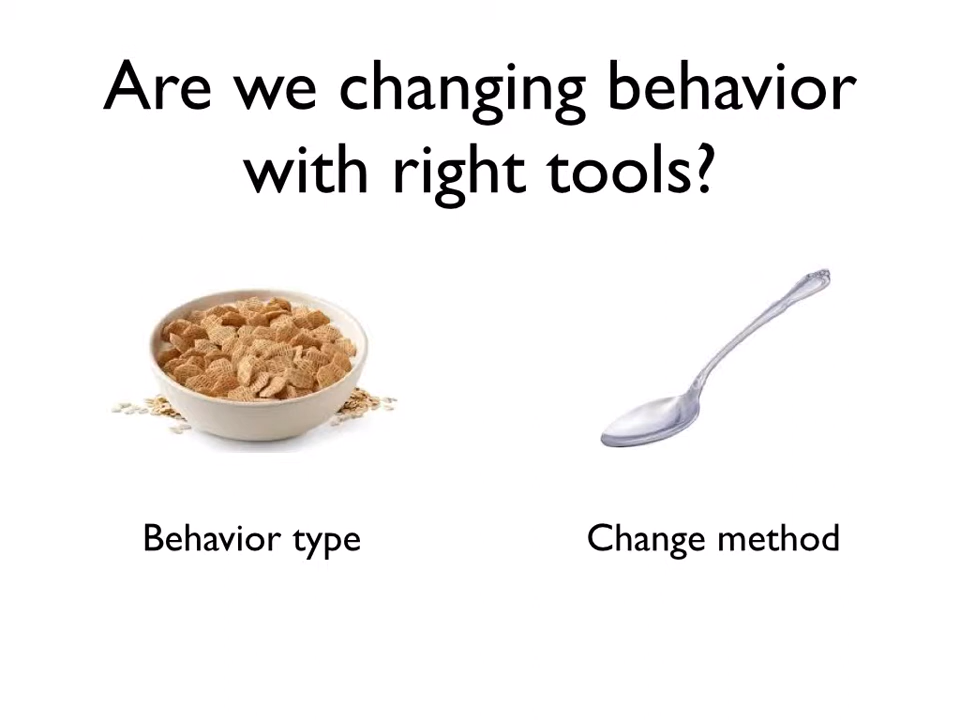 Are we changing behavior
with right tools?
Behavior type
Change method